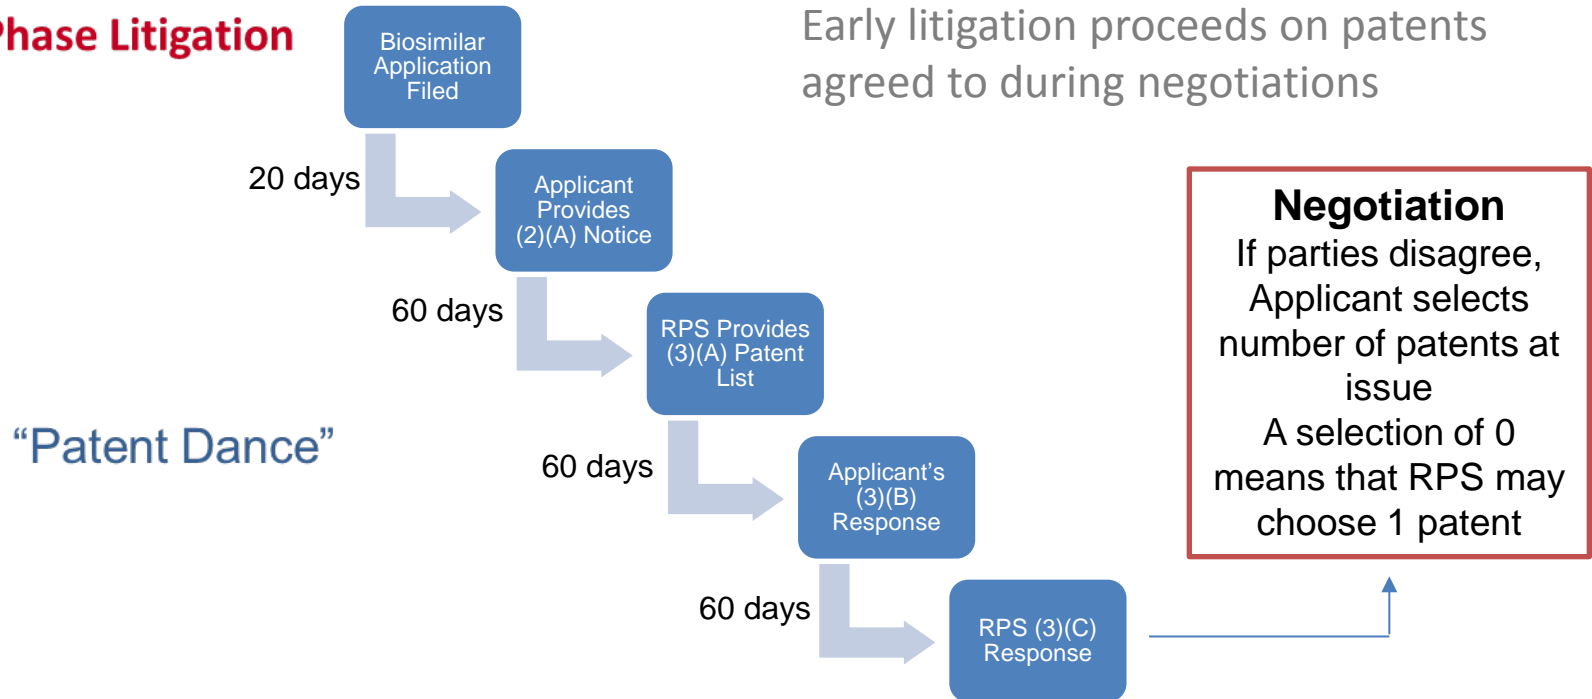 Phase Litigation
Early litigation proceeds on patents
agreed to during negotiations
Biosimilar
Application
Filed
20 days
Applicant
Provides
(2)(A) Notice
60 days
RPS Provides
(3)(A) Patent
List
"Patent Dance"
60 days
Applicant's
(3)(B)
Response
60 days
RPS (3)(C)
Response
Negotiation
If parties disagree,
Applicant selects
number of patents at
issue
A selection of 0
means that RPS may
choose 1 patent